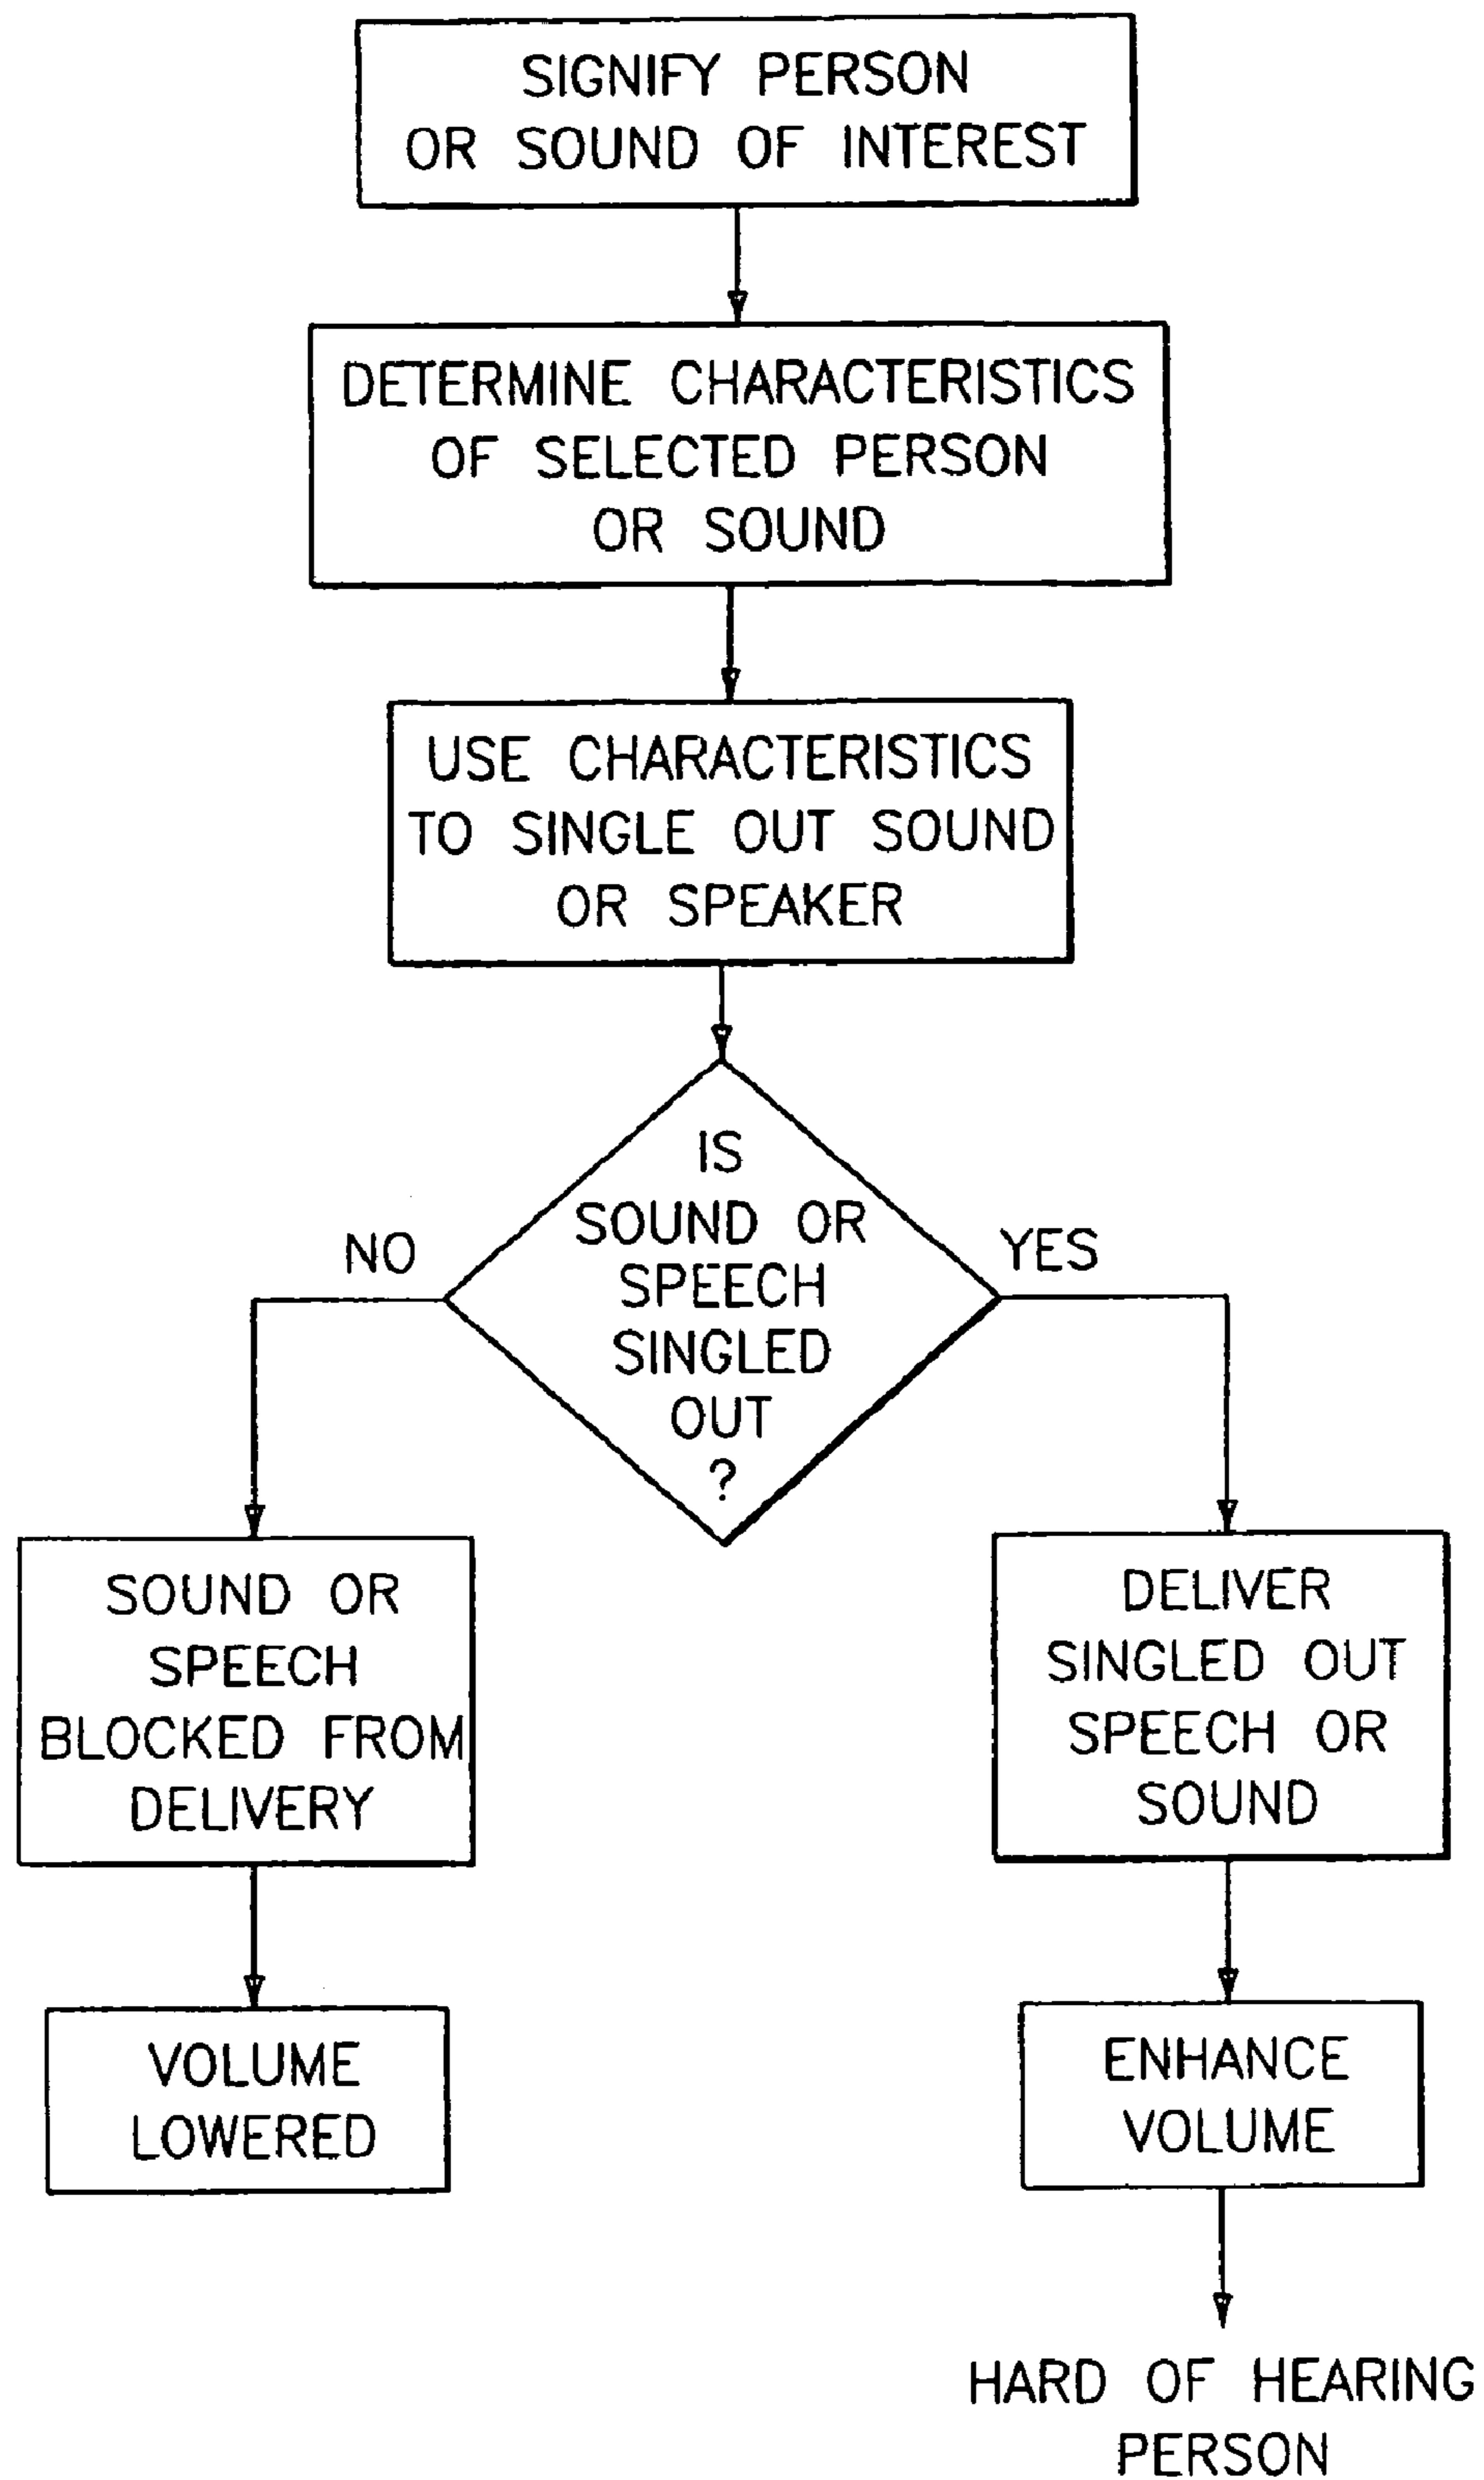 SIGNIFY PERSON
OR SOUND OF INTEREST
DETERMINE CHARACTERISTICS
OF SELECTED PERSON
OR SOUND
USE CHARACTERISTICS
TO SINGLE OUT SOUND
OR SPEAKER
IS
SOUND OR
SPEECH
SINGLED
OUT
?
NO
YES
SOUND OR
SPEECH
BLOCKED FROM
DELIVERY
VOLUME
LOWERED
DELIVER
SINGLED OUT
SPEECH OR
SOUND
ENHANCE
VOLUME
HARD OF HEARING
PERSON